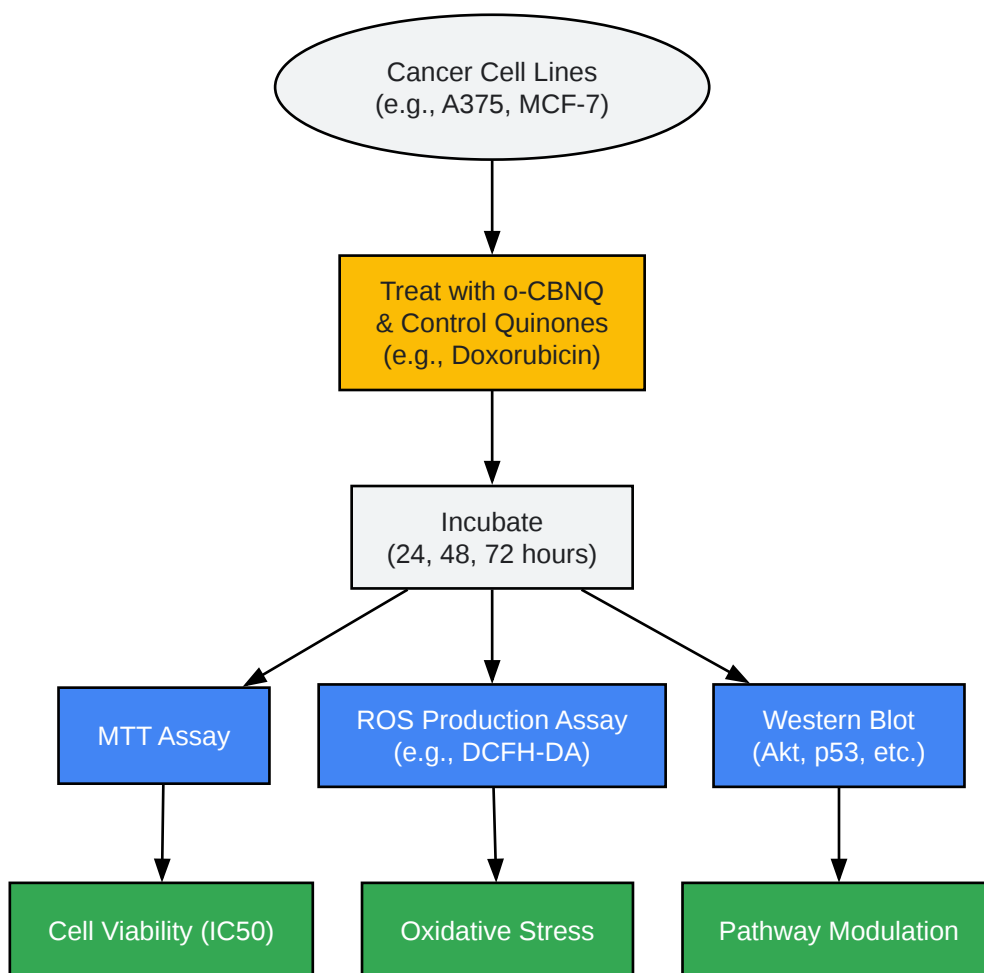 Cancer Cell Lines
(e.g., A375, MCF-7)
Treat with o-CBNQ
& Control Quinones
(e.g., Doxorubicin)
Incubate
(24, 48, 72 hours)
MTT Assay
ROS Production Assay
(e.g., DCFH-DA)
Western Blot
(Akt, p53, etc.)
Cell Viability (IC50)
Oxidative Stress
Pathway Modulation